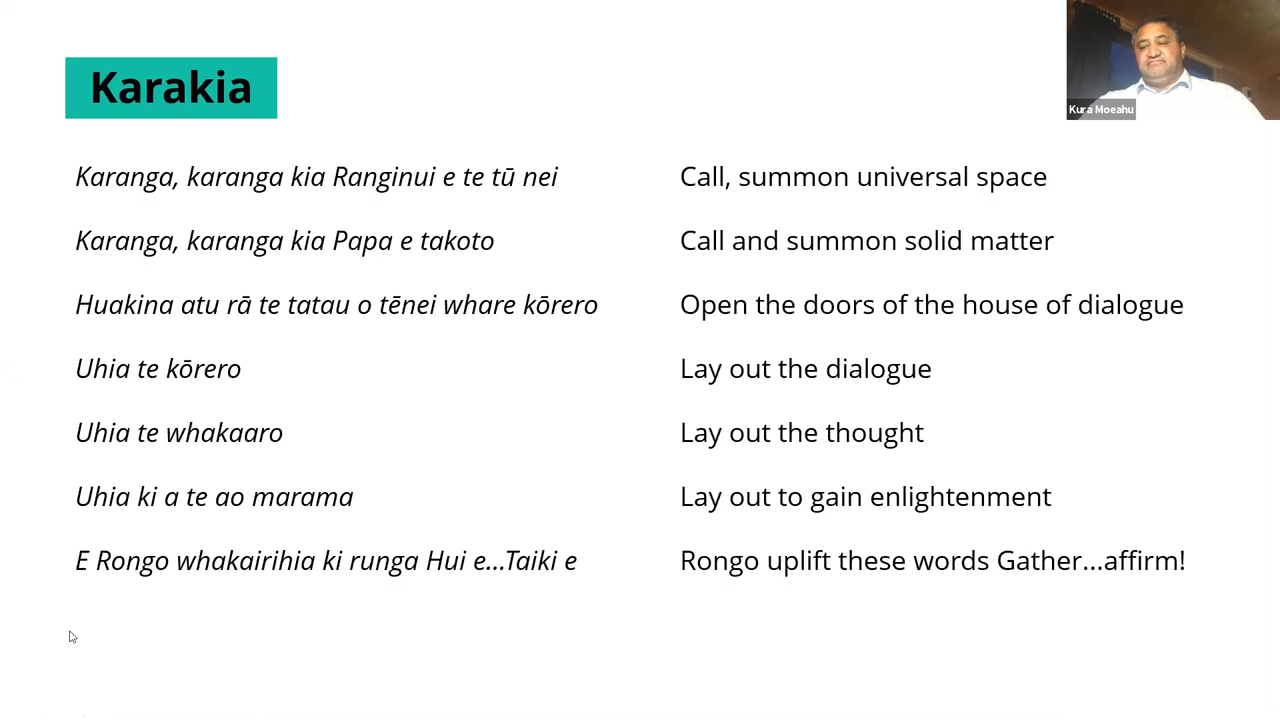 Karakia
Kura Moeahu
Karanga, karanga kia Ranginui e te tū nei
Call, summon universal space
Karanga, karanga kia Papa e takoto
Call and summon solid matter
Huakina atu rā te tatau o tēnei whare kōrero
Open the doors of the house of dialogue
Uhia te kōrero
Lay out the dialogue
Uhia te whakaaro
Lay out the thought
Uhia ki a te ao marama
Lay out to gain enlightenment
E Rongo whakairihia ki runga Hui e...Taiki e
Rongo uplift these words Gather...affirm!